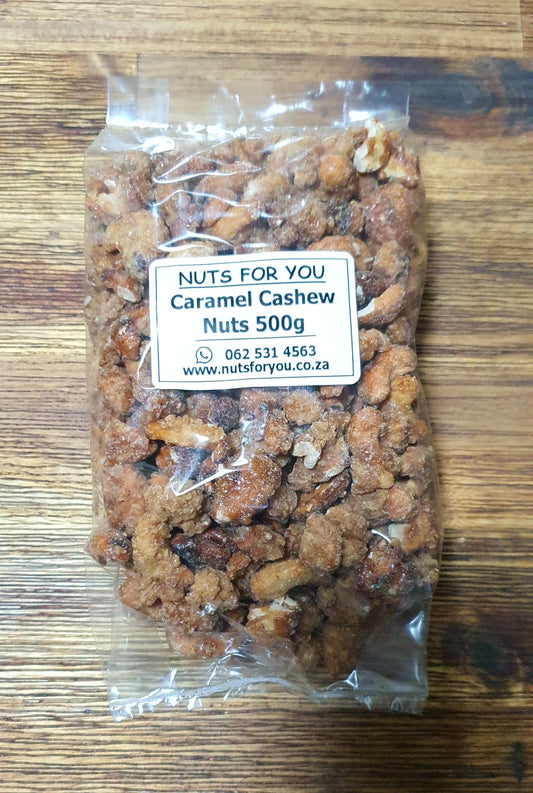 NUTS FOR YOU
Caramel Cashew
Nuts 500g
062 531 4563
www.nutsforyou.co.za